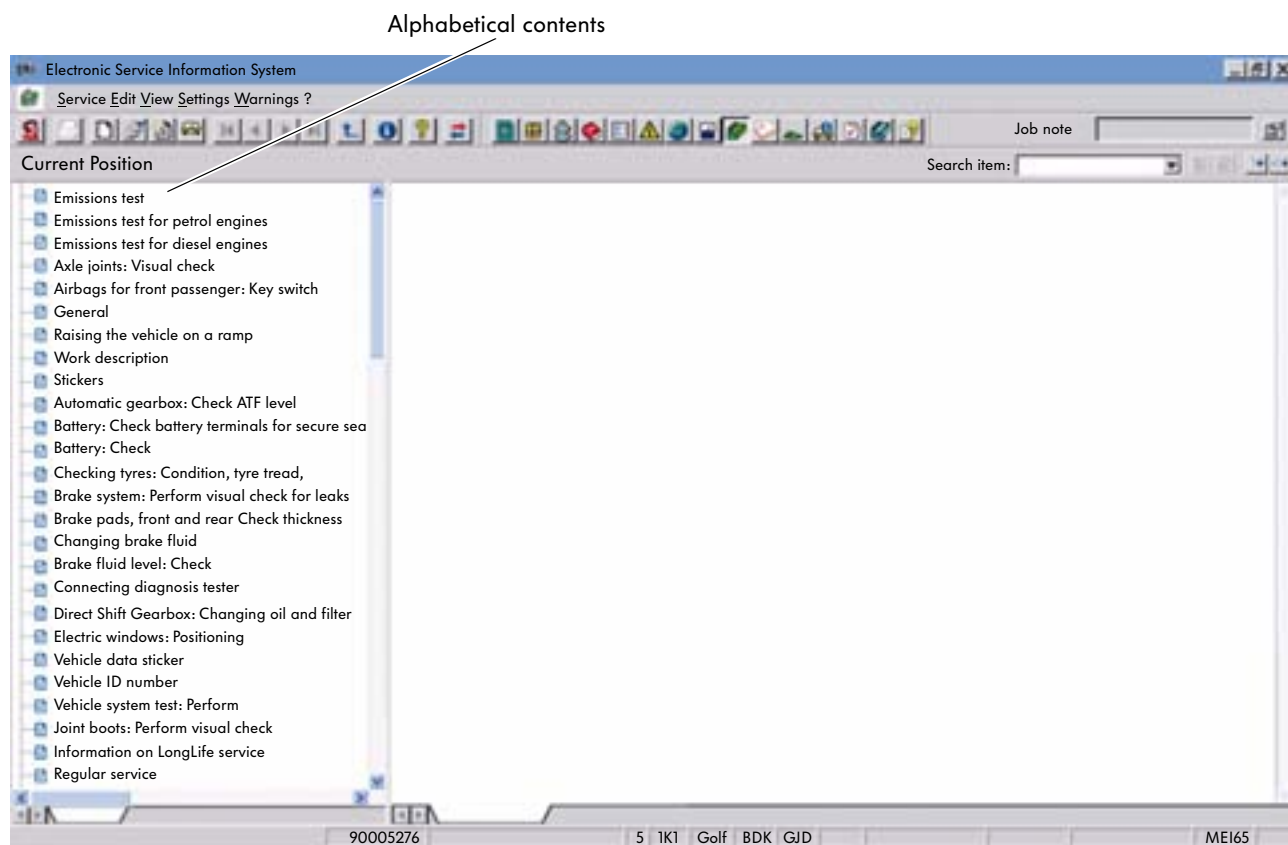 Alphabetical contents
Electronic Service Information System
Service Edit View Settings Warnings ?
Job note
Current Position
Search item:
Emissions test
Emissions test for petrol engines
Emissions test for diesel engines
Axle joints: Visual check
Airbags for front passenger: Key switch
General
Raising the vehicle on a ramp
Work description
Stickers
Automatic gearbox: Check ATF level
Battery: Check battery terminals for secure sea
Battery: Check
Checking tyres: Condition, tyre tread,
Brake system: Perform visual check for leaks
Brake pads, front and rear Check thickness
Changing brake fluid
Brake fluid level: Check
Connecting diagnosis tester
Direct Shift Gearbox: Changing oil and filter
Electric windows: Positioning
Vehicle data sticker
Vehicle ID number
Vehicle system test: Perform
Joint boots: Perform visual check
Information on LongLife service
Regular service
90005276 5 1K1 Golf BDK GJD MEI65